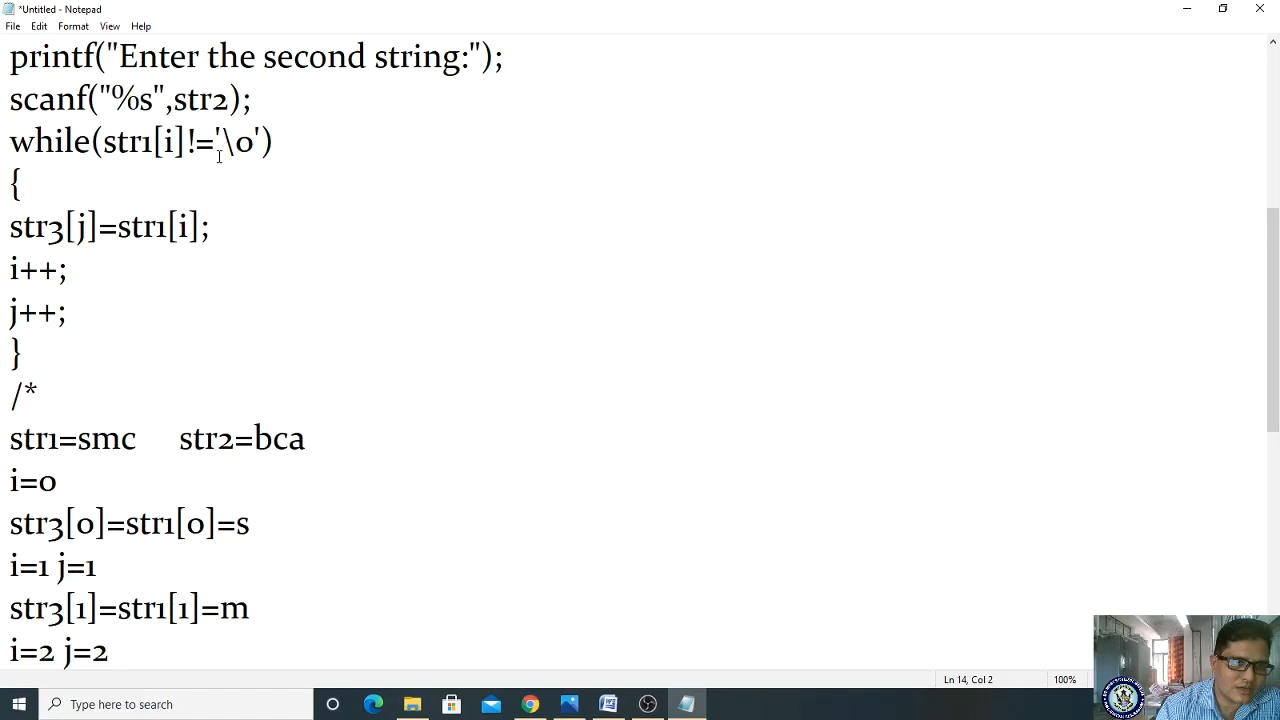 *Untitled - Notepad
File Edit Format View Help
printf("Enter the second string:");
scanf("%s",str2);
while(str1[i]!='\0')
{
str3[j]=str1[i];
i++;
j++;
}
/*
str1=smc str2=bca
i=0
str3[0]=str1[0]=s
i=1 j=1
str3[1]=str1[1]=m
i=2 j=2
Ln 14, Col 2 100%
Type here to search